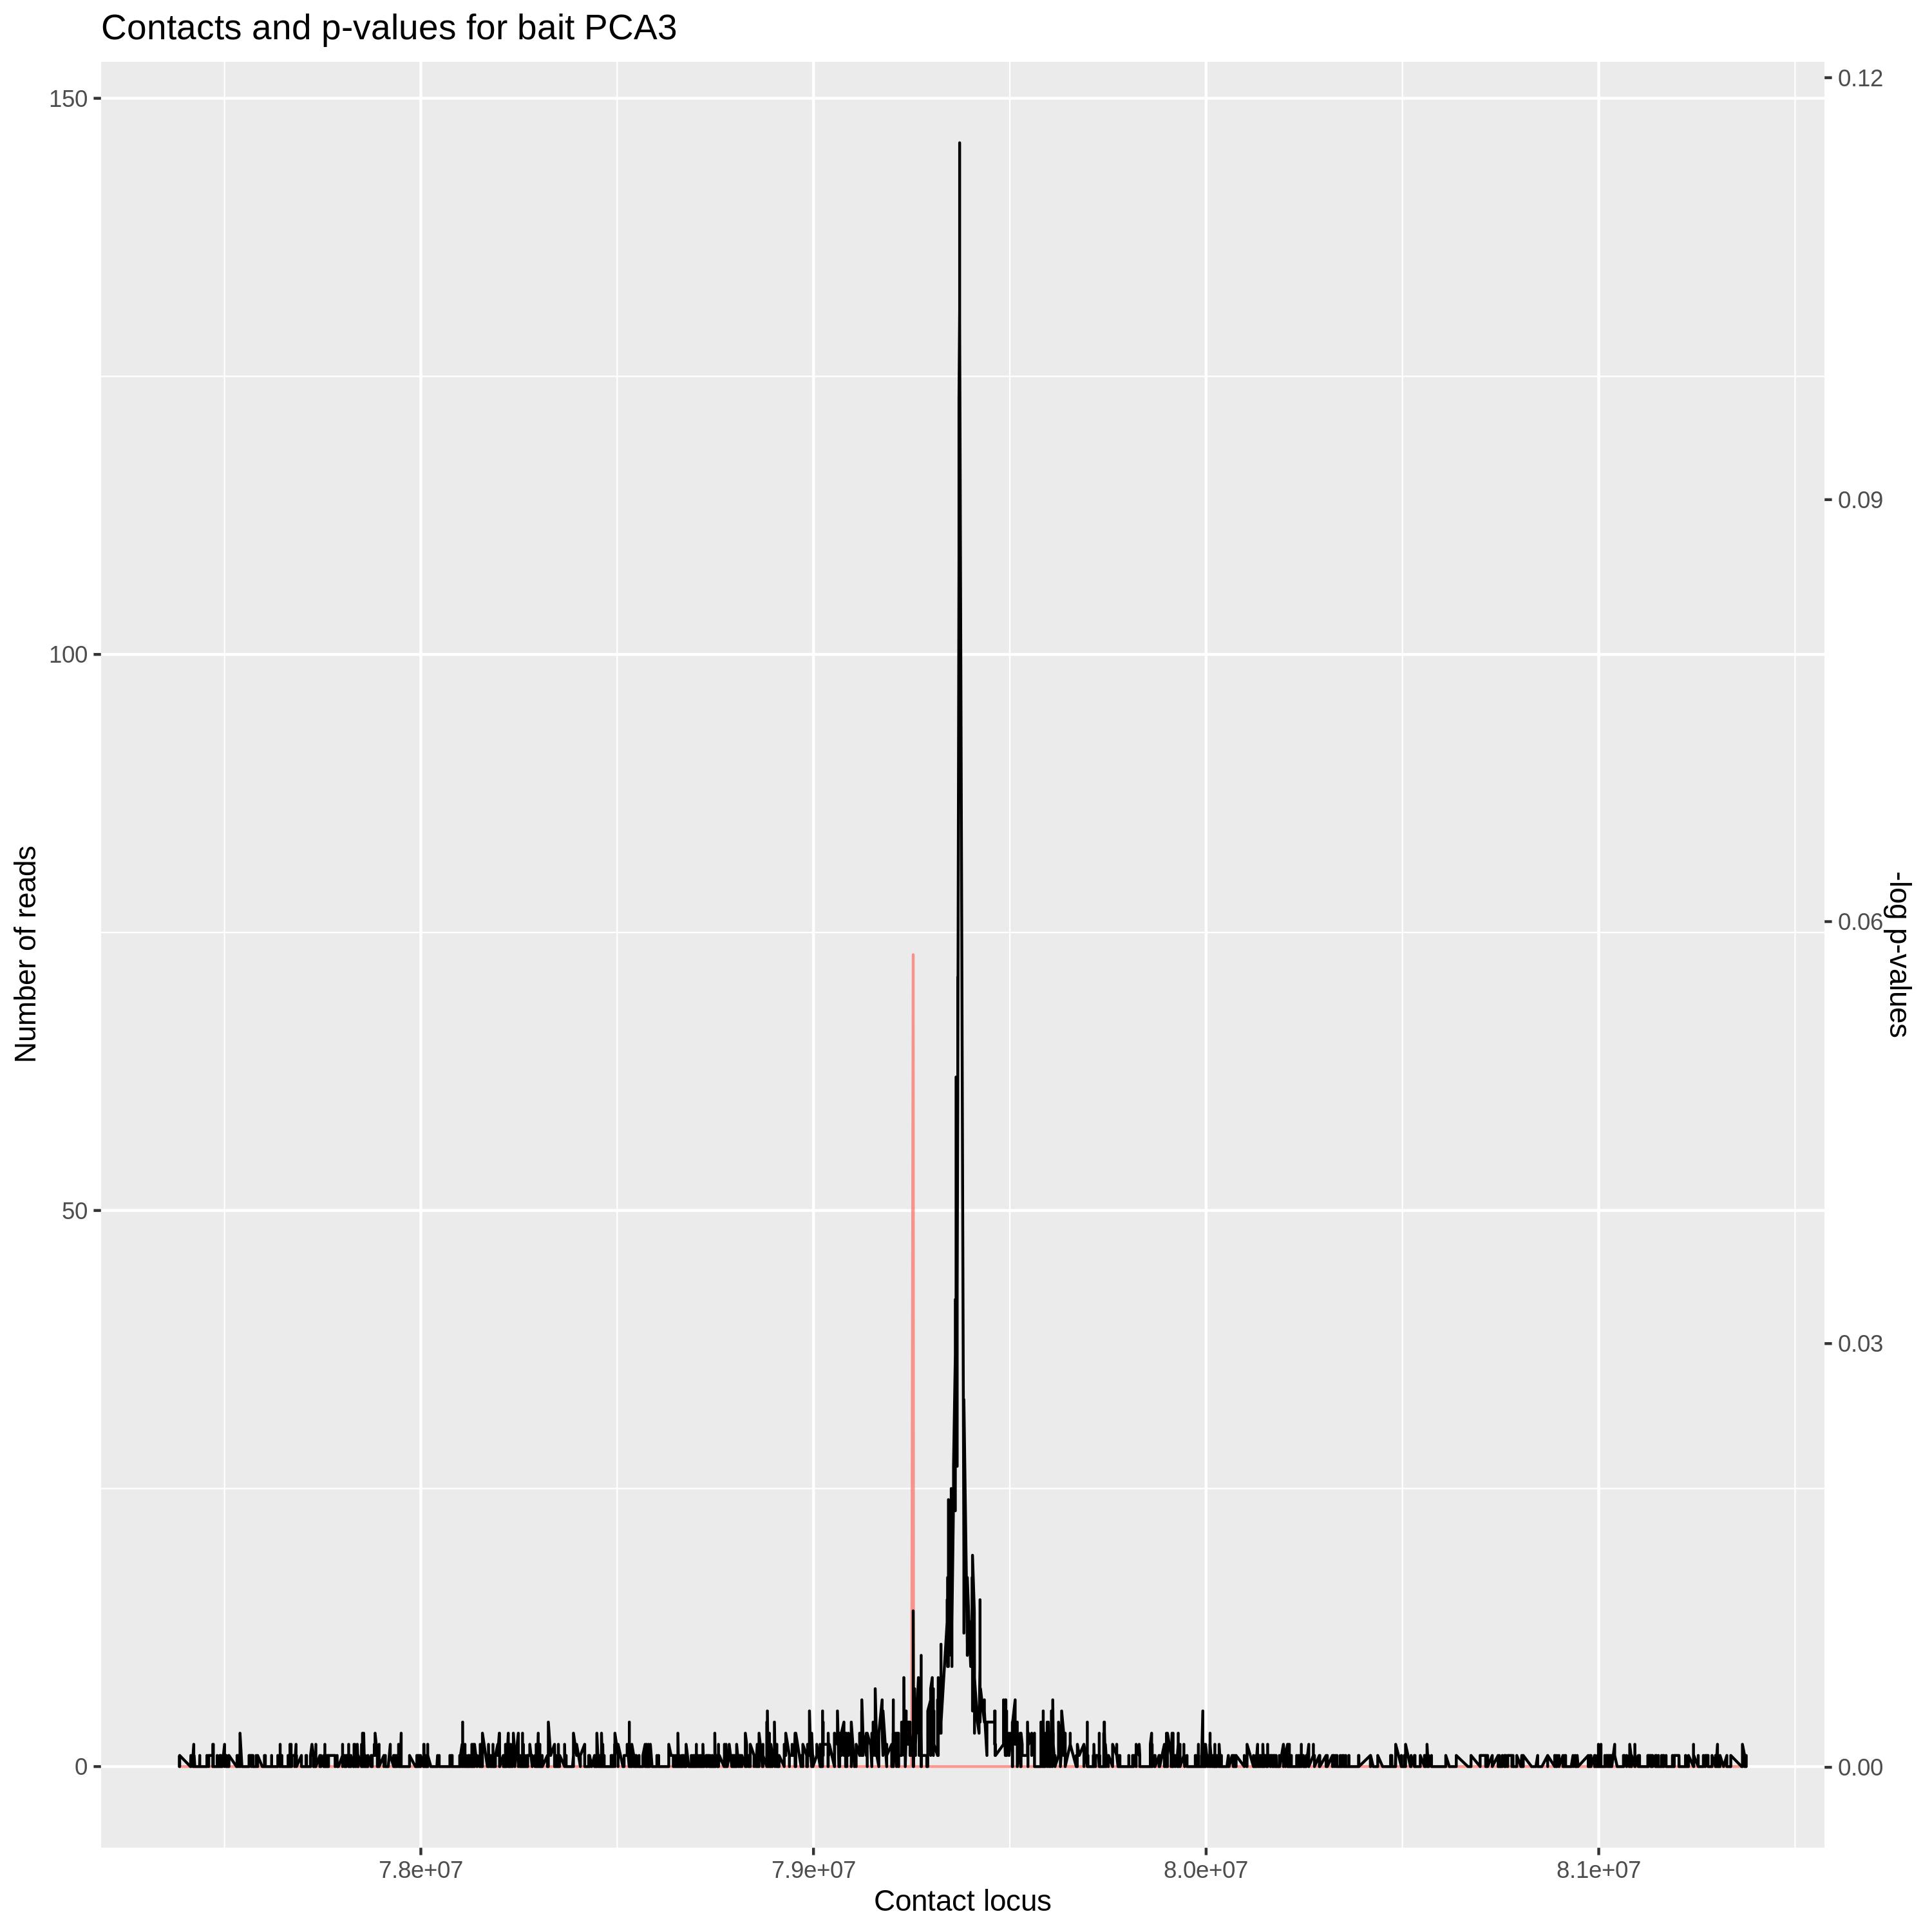 Contacts and p-values for bait PCA3
150
100
50
0
Number of reads
0.12
0.09
0.06
0.03
0.00
-log p-values
7.8e+07
7.9e+07
8.0e+07
8.1e+07
Contact locus